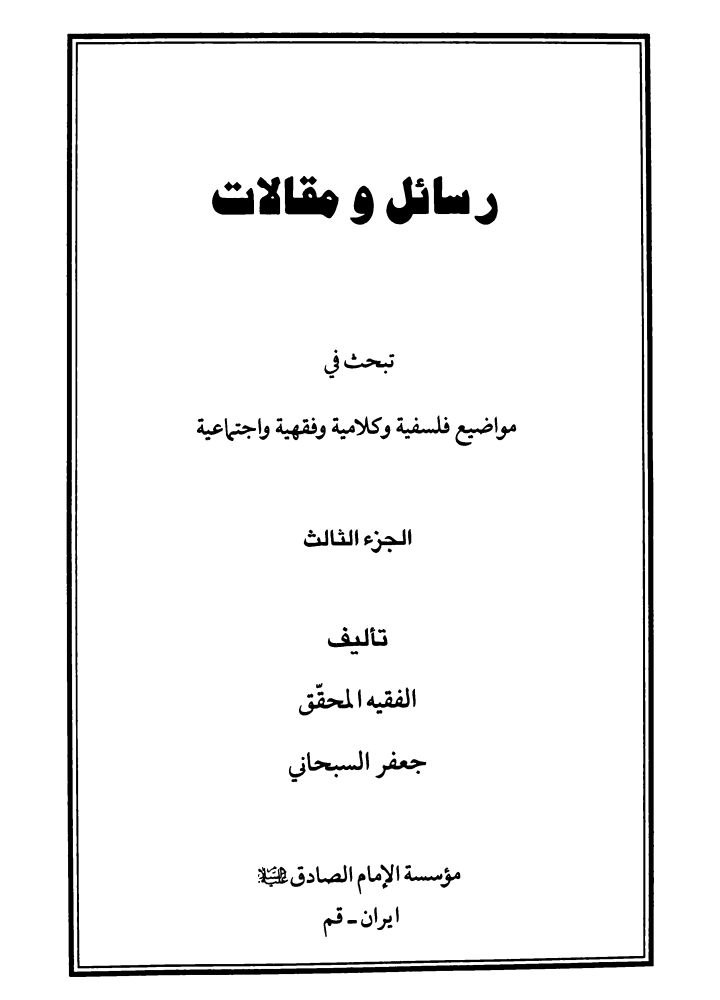 رسائل و مقالات
تبحث في
مواضيع فلسفية وكلامية وفقهية واجتماعية
الجزء الثالث
تأليف
الفقيه المحقّق
جعفر السبحاني
مؤسسة الإمام الصادق عليه السلام
ايران ـ قم